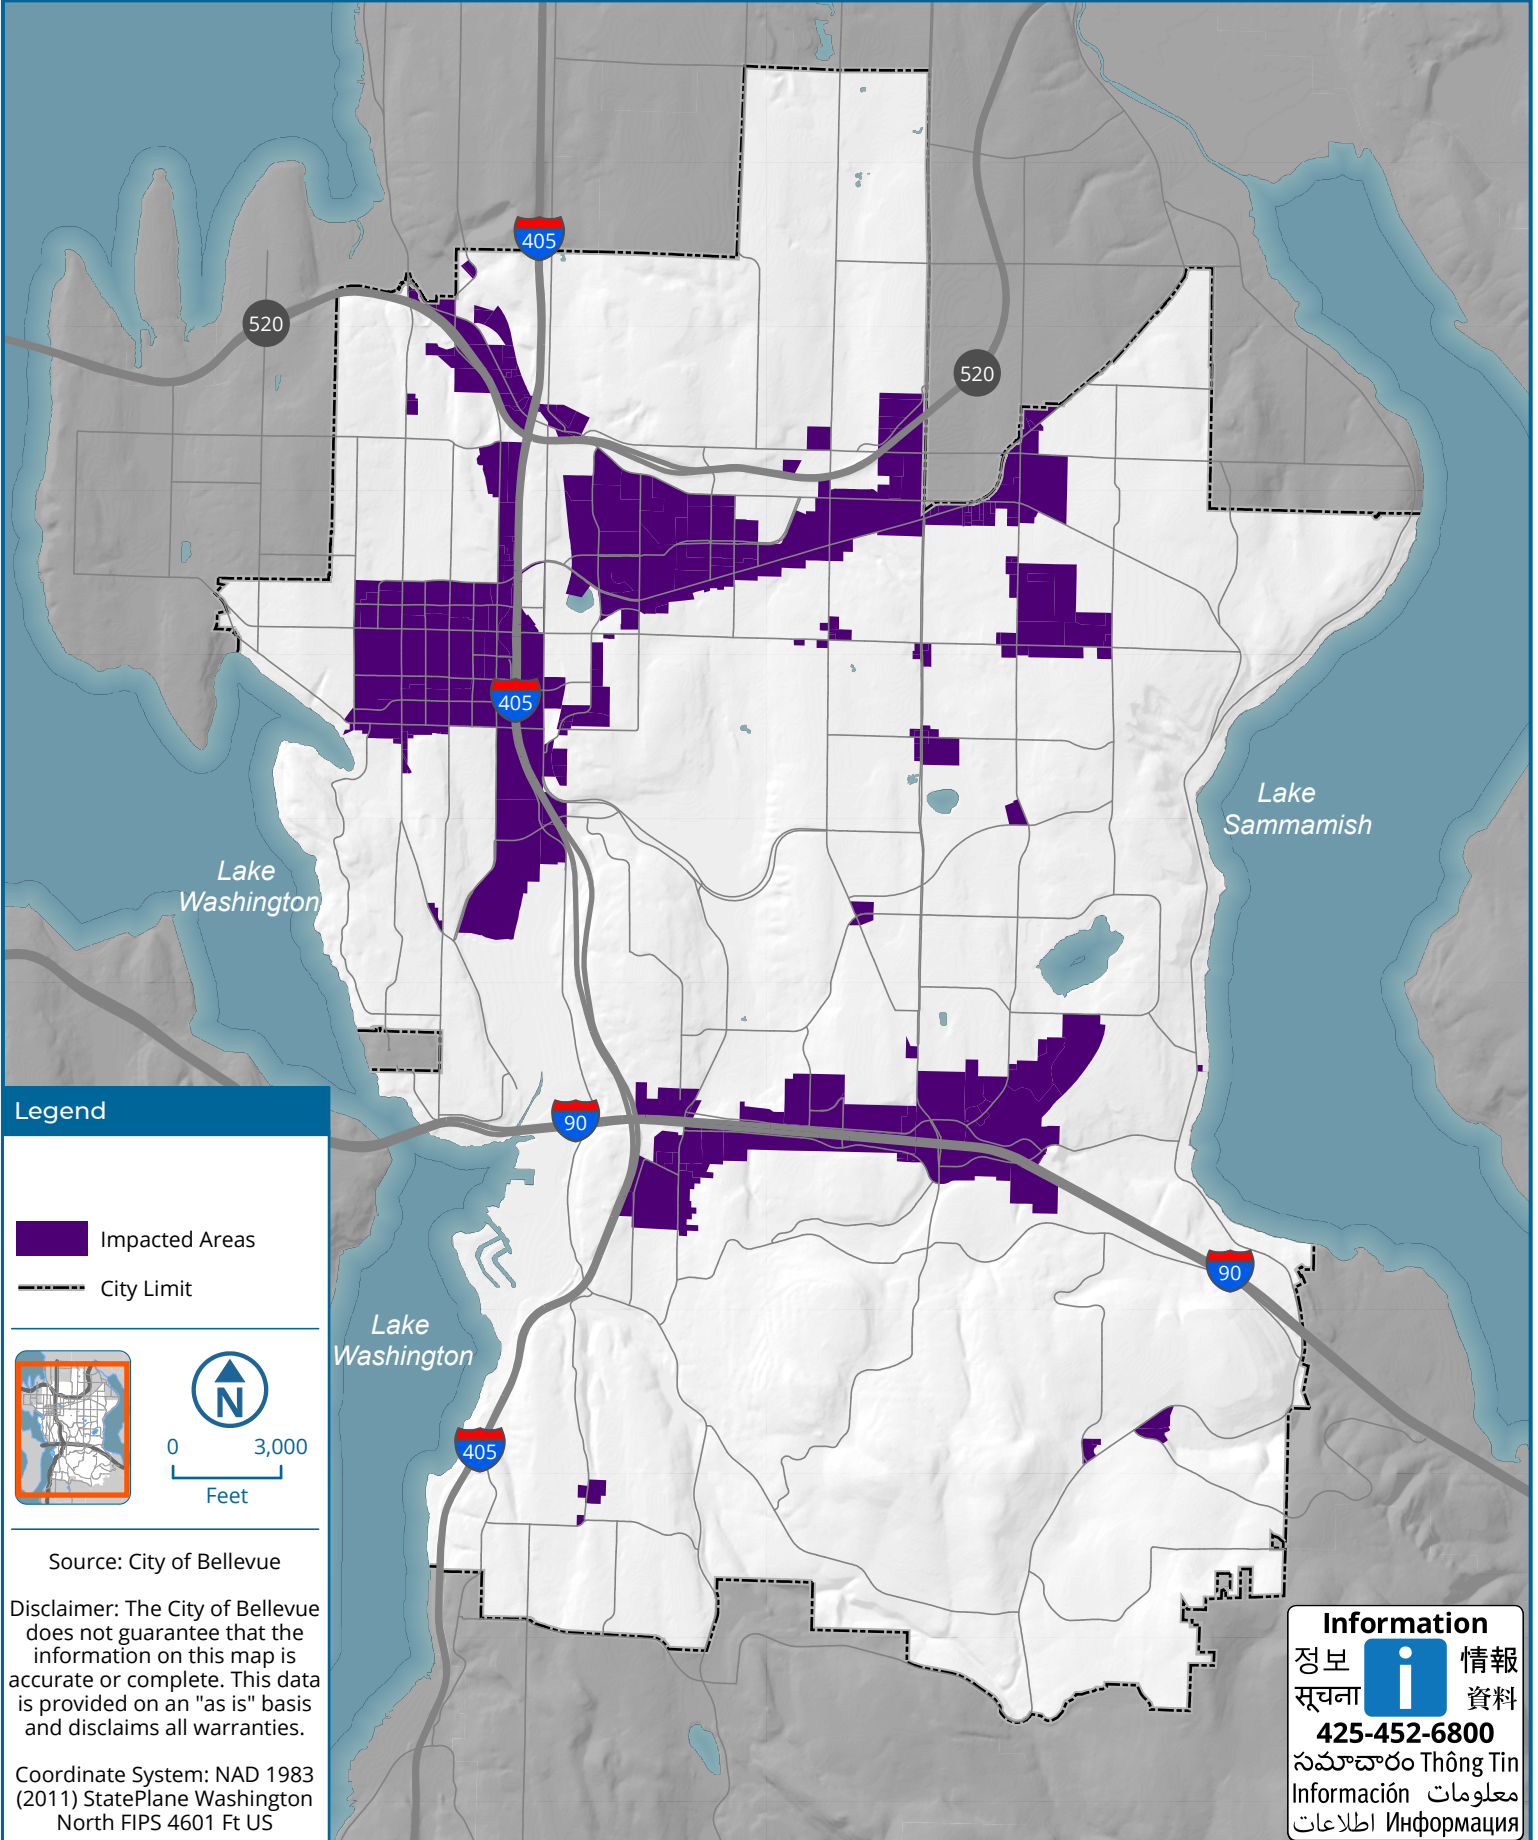 405
520
520
405
Lake
Sammamish
Lake
Washington
90
90
Lake
Washington
405
Legend
Impacted Areas
City Limit
N
0 3,000
Feet
Source: City of Bellevue
Disclaimer: The City of Bellevue
does not guarantee that the
information on this map is
accurate or complete. This data
is provided on an "as is" basis
and disclaims all warranties.
Coordinate System: NAD 1983
(2011) StatePlane Washington
North FIPS 4601 Ft US
Information
정보 i 情報
सूचना 資料
425-452-6800
సమాచారం Thông Tin
Información معلومات
اطلاعات Информация